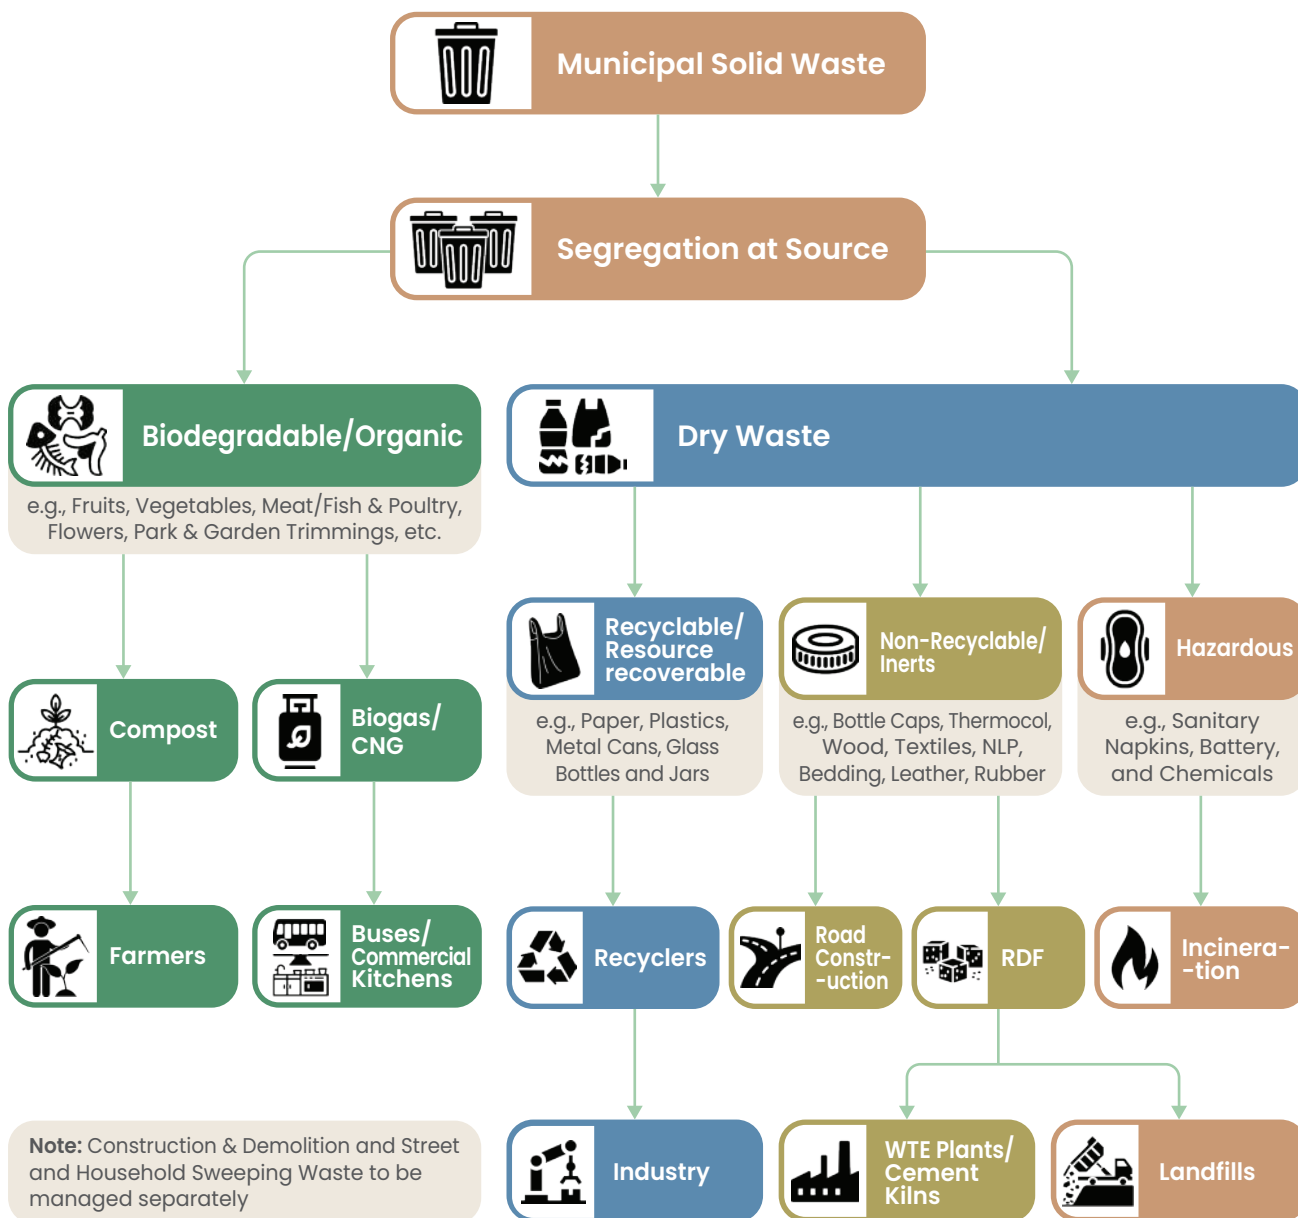 Municipal Solid Waste
Segregation at Source
Biodegradable/Organic
e.g., Fruits, Vegetables, Meat/Fish & Poultry,
Flowers, Park & Garden Trimmings, etc.
Dry Waste
Recyclable/
Resource
recoverable
e.g., Paper, Plastics,
Metal Cans, Glass
Bottles and Jars
Non-Recyclable/
Inerts
e.g., Bottle Caps, Thermocol,
Wood, Textiles, NLP,
Bedding, Leather, Rubber
Hazardous
e.g., Sanitary
Napkins, Battery,
and Chemicals
Compost
Biogas/
CNG
Farmers
Buses/
Commercial
Kitchens
Recyclers
Road
Constr-
-uction
RDF
Incinera-
-tion
Note: Construction & Demolition and Street
and Household Sweeping Waste to be
managed separately
Industry
WTE Plants/
Cement
Kilns
Landfills